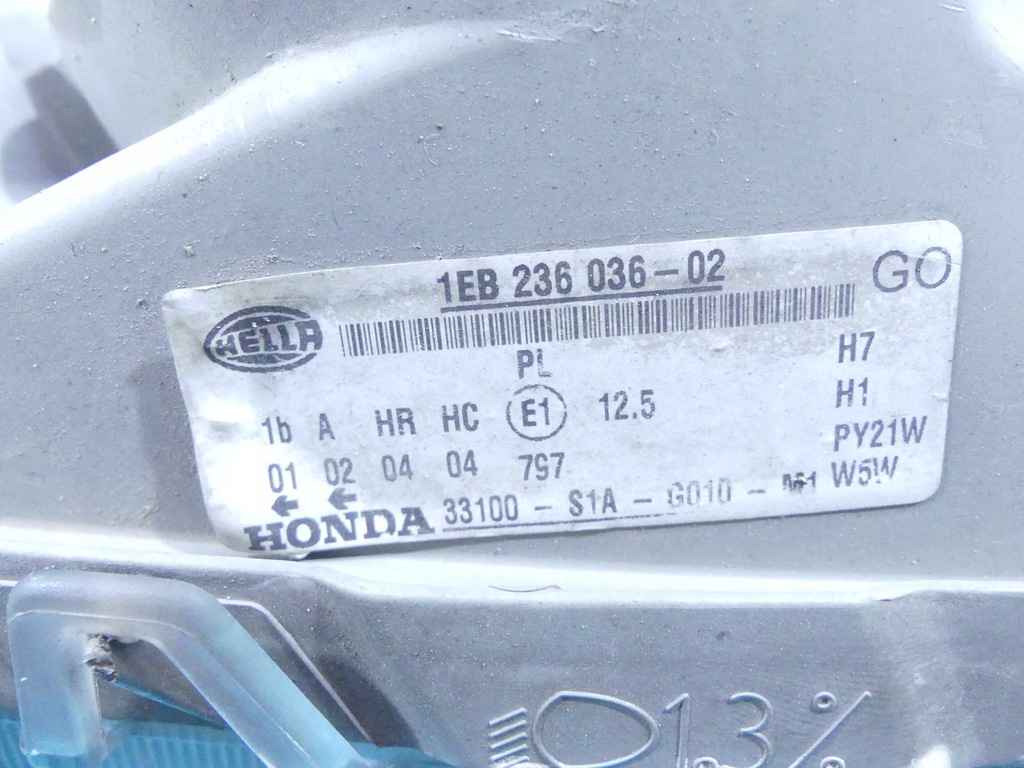 1EB 236 036-02 GO
HELLA
PL H7
1b A HR HC E1 12.5 H1
01 02 04 04 797 PY21W
HONDA 33100 - S1A - G010 - M1 W5W
1.3%